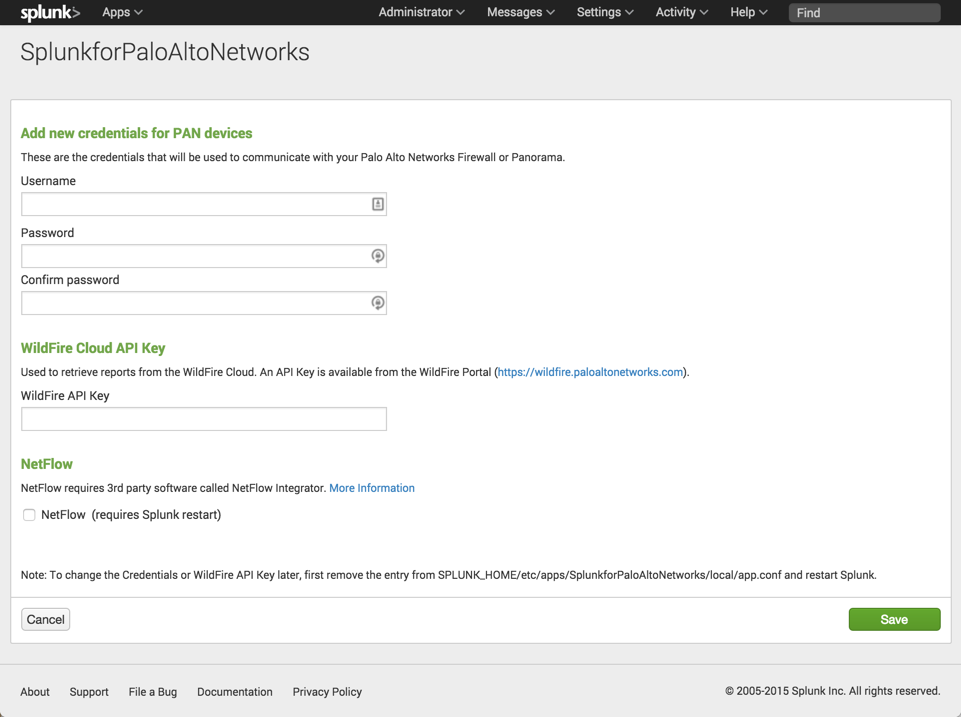 splunk> Apps Administrator Messages Settings Activity Help Find
SplunkforPaloAltoNetworks
Add new credentials for PAN devices
These are the credentials that will be used to communicate with your Palo Alto Networks Firewall or Panorama.
Username
Password
Confirm password
WildFire Cloud API Key
Used to retrieve reports from the WildFire Cloud. An API Key is available from the WildFire Portal (https://wildfire.paloaltonetworks.com).
WildFire API Key
NetFlow
NetFlow requires 3rd party software called NetFlow Integrator. More Information
NetFlow (requires Splunk restart)
Note: To change the Credentials or WildFire API Key later, first remove the entry from SPLUNK_HOME/etc/apps/SplunkforPaloAltoNetworks/local/app.conf and restart Splunk.
Cancel Save
About Support File a Bug Documentation Privacy Policy © 2005-2015 Splunk Inc. All rights reserved.